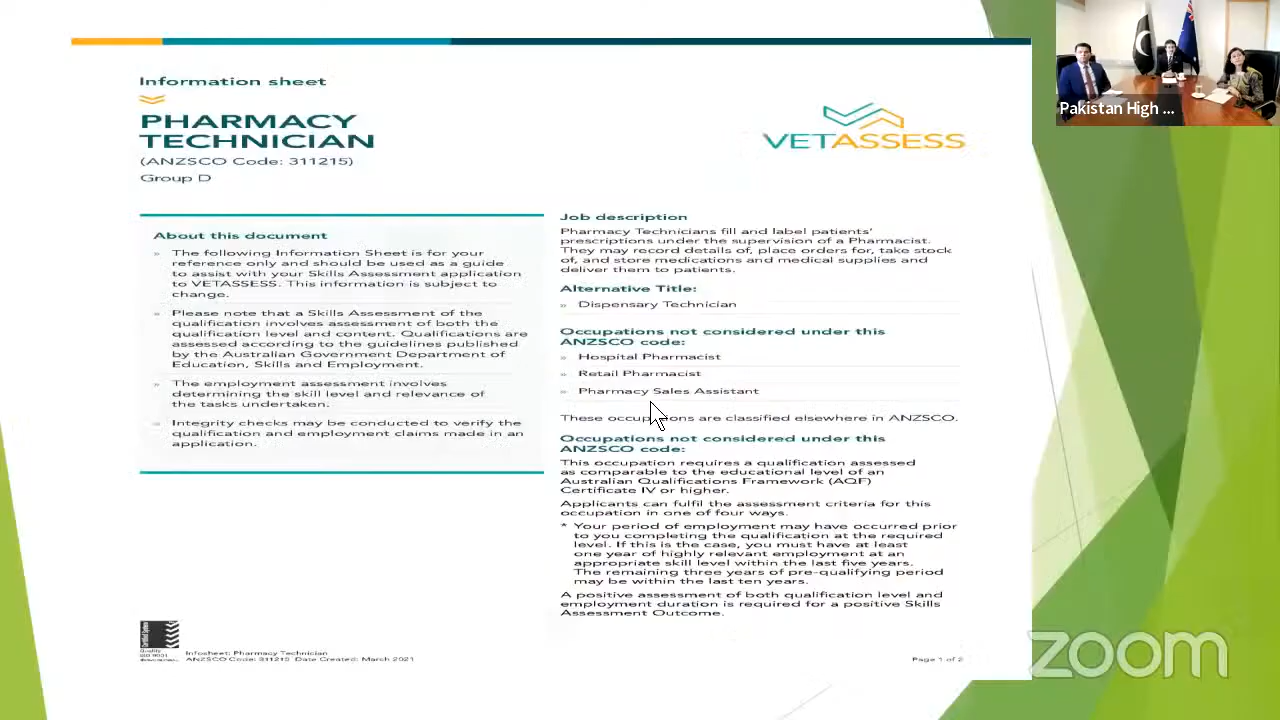 Information sheet
PHARMACY
TECHNICIAN
(ANZSCO Code: 311215)
Group D
VETASSESS
About this document
» The following Information Sheet is for your
reference only and should be used as a guide
to assist with your Skills Assessment application
to VETASSESS. This information is subject to
change.
» Please note that a Skills Assessment of the
qualification involves assessment of both the
qualification level and content. Qualifications are
assessed according to the guidelines published
by the Australian Government Department of
Education, Skills and Employment.
» The employment assessment involves
determining the skill level and relevance of
the tasks undertaken.
» Integrity checks may be conducted to verify the
qualification and employment claims made in an
application.
Job description
Pharmacy Technicians fill and label patients'
prescriptions under the supervision of a Pharmacist.
They may record details of, place orders for, take stock
of, and store medications and medical supplies and
deliver them to patients.
Alternative Title:
» Dispensary Technician
Occupations not considered under this
ANZSCO code:
» Hospital Pharmacist
» Retail Pharmacist
» Pharmacy Sales Assistant
These occupations are classified elsewhere in ANZSCO.
Occupations not considered under this
ANZSCO code:
This occupation requires a qualification assessed
as comparable to the educational level of an
Australian Qualifications Framework (AQF)
Certificate IV or higher.
Applicants can fulfil the assessment criteria for this
occupation in one of four ways.
* Your period of employment may have occurred prior
to you completing the qualification at the required
level. If this is the case, you must have at least
one year of highly relevant employment at an
appropriate skill level within the last five years.
The remaining three years of pre-qualifying period
may be within the last ten years.
A positive assessment of both qualification level and
employment duration is required for a positive Skills
Assessment Outcome.
Quality
ISO 9001
Infosheet: Pharmacy Technician
ANZSCO Code: 311215 Date Created: March 2021
Page 1 of 2
Pakistan High ...
zoom